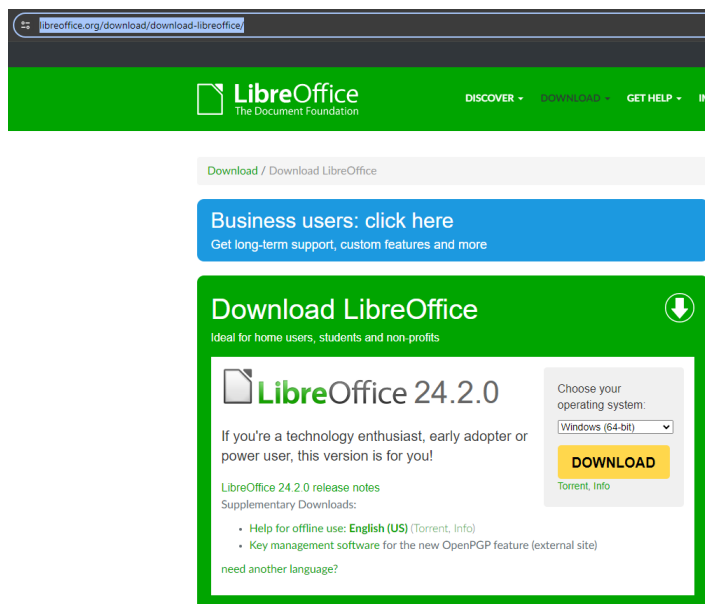 libreoffice.org/download/download-libreoffice/
LibreOffice
The Document Foundation
DISCOVER
DOWNLOAD
GET HELP
Download / Download LibreOffice
Business users: click here
Get long-term support, custom features and more
Download LibreOffice
Ideal for home users, students and non-profits
LibreOffice 24.2.0
If you're a technology enthusiast, early adopter or
power user, this version is for you!
LibreOffice 24.2.0 release notes
Supplementary Downloads:
• Help for offline use: English (US) (Torrent, Info)
• Key management software for the new OpenPGP feature (external site)
need another language?
Choose your
operating system:
Windows (64-bit)
DOWNLOAD
Torrent, Info